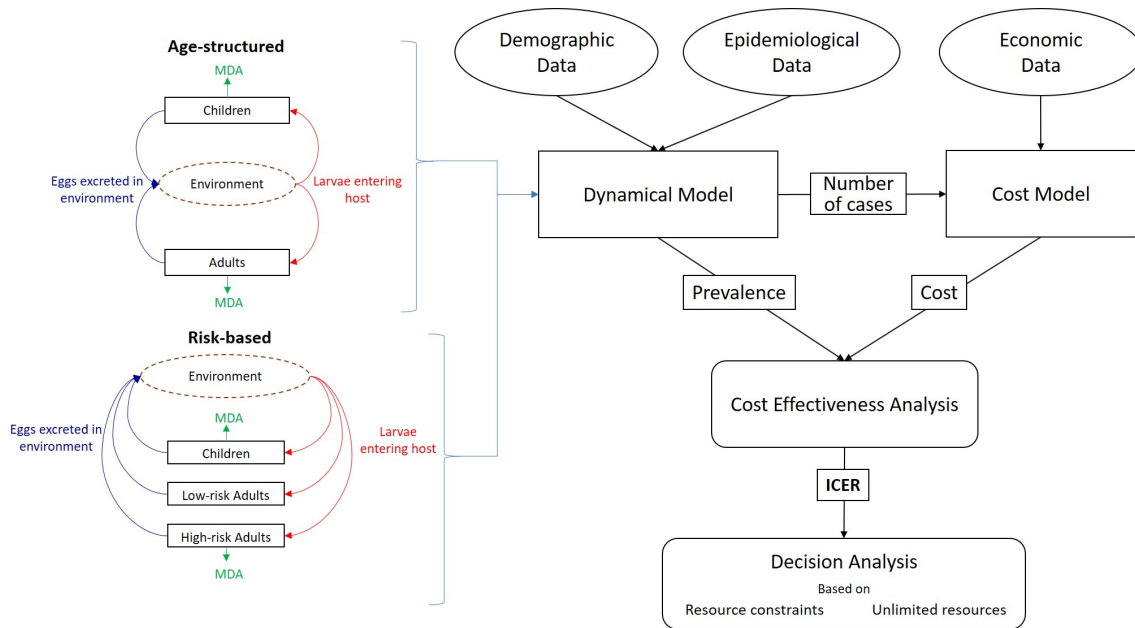 Age-structured
MDA
Children
Eggs excreted in
environment
Environment
Larvae entering
host
Adults
MDA
Risk-based
Environment
MDA
Eggs excreted in
environment
Larvae
entering host
Children
Low-risk Adults
High-risk Adults
MDA
Demographic
Data
Epidemiological
Data
Economic
Data
Dynamical Model
Number
of cases
Cost Model
Prevalence
Cost
Cost Effectiveness Analysis
ICER
Decision Analysis
Based on
Resource constraints
Unlimited resources